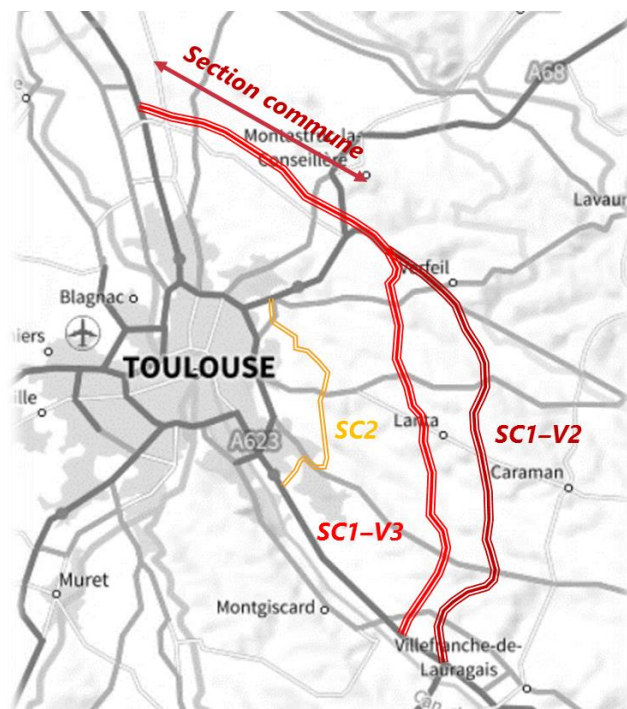 Section commune
A68
Montastruc-la-
Conseillère
Lavaur
Verfeil
Blagnac
TOULOUSE
SC2
Lanta
SC1-V2
A623
Caraman
SC1-V3
Muret
Montgiscard
Villefranche-de-
Lauragais